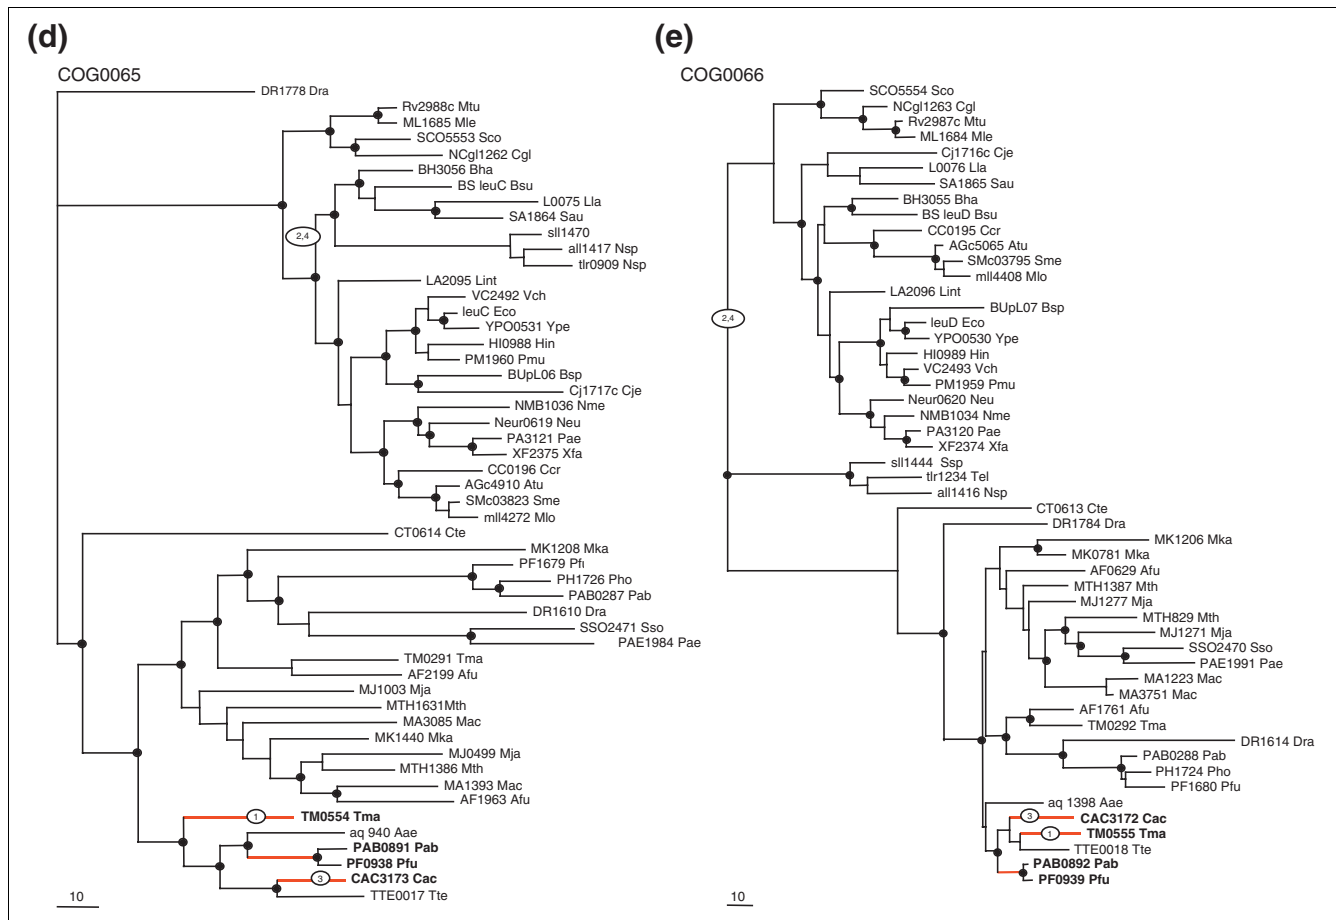 (d)
COG0065
DR1778 Dra
Rv2988c Mtu
ML1685 Mle
SCO5553 Sco
NCgl1262 Cgl
BH3056 Bha
BS leuC Bsu
L0075 Lla
SA1864 Sau
2,4
sll1470
all1417 Nsp
tlr0909 Nsp
LA2095 Lint
VC2492 Vch
leuC Eco
YPO0531 Ype
HI0988 Hin
PM1960 Pmu
BUpL06 Bsp
Cj1717c Cje
NMB1036 Nme
Neur0619 Neu
PA3121 Pae
XF2375 Xfa
CC0196 Ccr
AGc4910 Atu
SMc03823 Sme
mll4272 Mlo
CT0614 Cte
MK1208 Mka
PF1679 Pfu
PH1726 Pho
PAB0287 Pab
DR1610 Dra
SSO2471 Sso
PAE1984 Pae
TM0291 Tma
AF2199 Afu
MJ1003 Mja
MTH1631Mth
MA3085 Mac
MK1440 Mka
MJ0499 Mja
MTH1386 Mth
MA1393 Mac
AF1963 Afu
1 TM0554 Tma
aq 940 Aae
PAB0891 Pab
PF0938 Pfu
3 CAC3173 Cac
TTE0017 Tte
10
(e)
COG0066
SCO5554 Sco
NCgl1263 Cgl
Rv2987c Mtu
ML1684 Mle
Cj1716c Cje
L0076 Lla
SA1865 Sau
BH3055 Bha
BS leuD Bsu
CC0195 Ccr
AGc5065 Atu
SMc03795 Sme
mll4408 Mlo
LA2096 Lint
BUpL07 Bsp
2,4
leuD Eco
YPO0530 Ype
HI0989 Hin
VC2493 Vch
PM1959 Pmu
Neur0620 Neu
NMB1034 Nme
PA3120 Pae
XF2374 Xfa
sll1444 Ssp
tlr1234 Tel
all1416 Nsp
CT0613 Cte
DR1784 Dra
MK1206 Mka
MK0781 Mka
AF0629 Afu
MTH1387 Mth
MJ1277 Mja
MTH829 Mth
MJ1271 Mja
SSO2470 Sso
PAE1991 Pae
MA1223 Mac
MA3751 Mac
AF1761 Afu
TM0292 Tma
DR1614 Dra
PAB0288 Pab
PH1724 Pho
PF1680 Pfu
aq 1398 Aae
3 CAC3172 Cac
1 TM0555 Tma
TTE0018 Tte
PAB0892 Pab
PF0939 Pfu
10